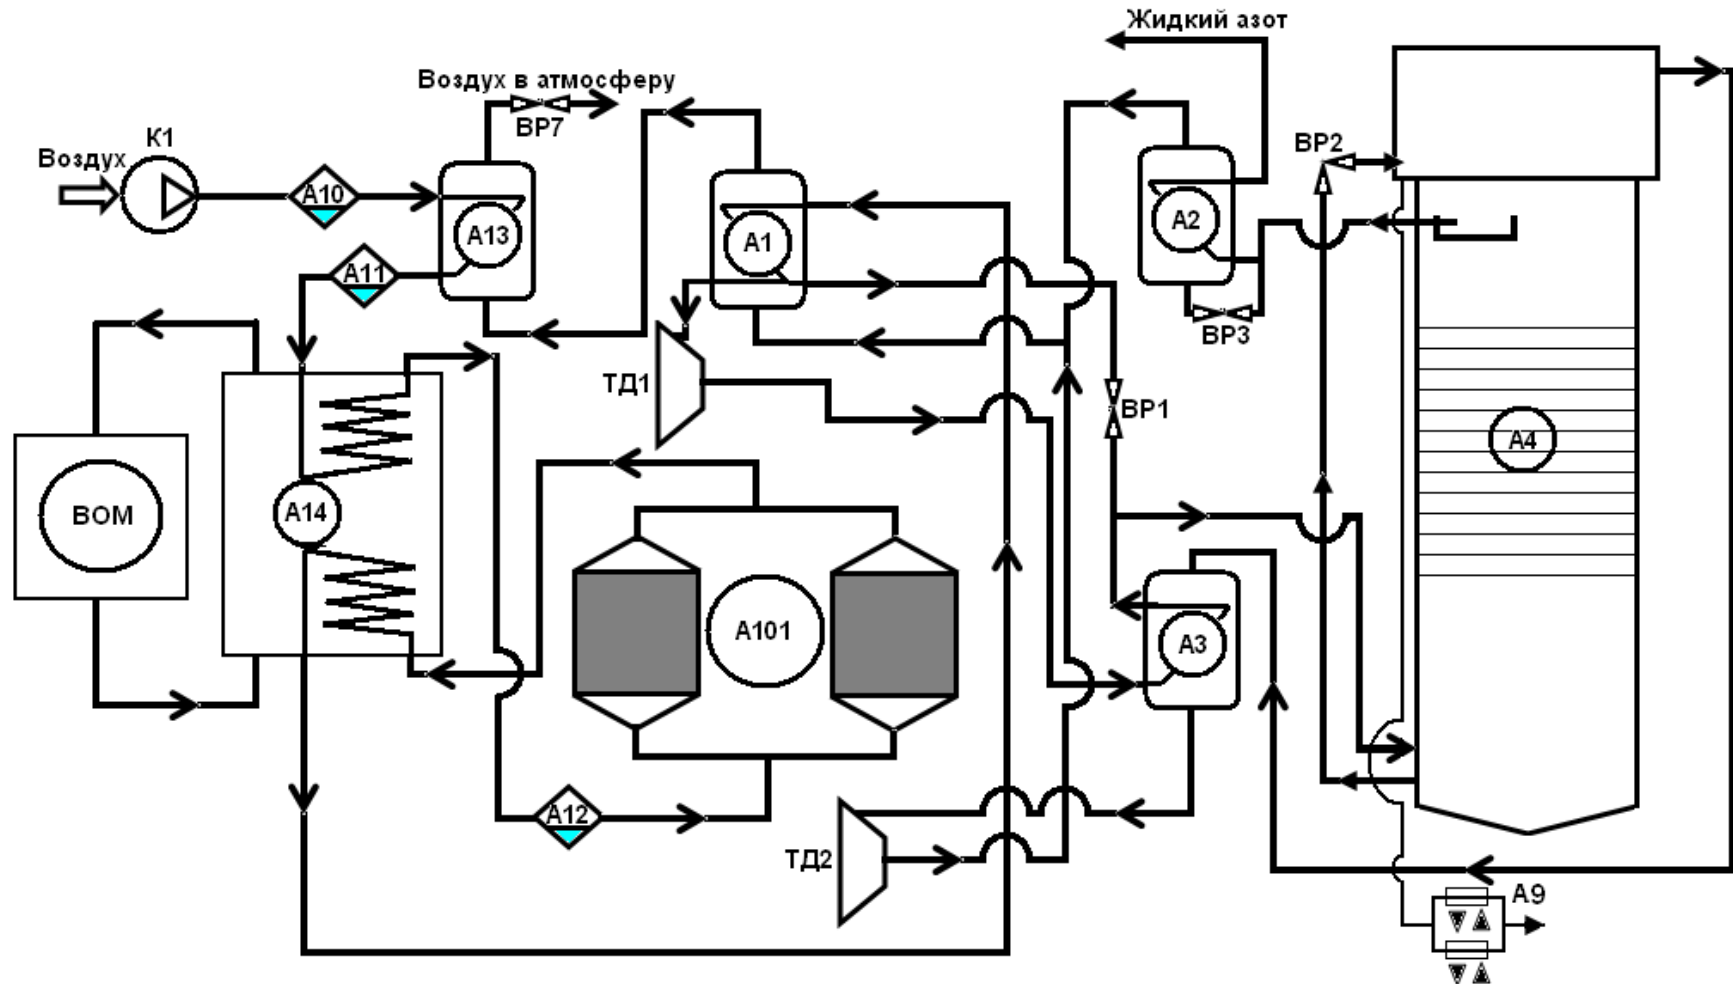 Жидкий азот
Воздух в атмосферу
ВР7
К1
Воздух
А10
А13
А1
А2
ВР2
А11
ВР3
ТД1
ВР1
А4
ВОМ
А14
А101
А3
А12
ТД2
А9